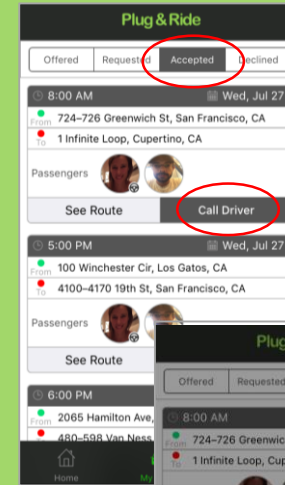 Plug & Ride
Offered Requested Accepted Declined
8:00 AM Wed, Jul 27
From 724–726 Greenwich St, San Francisco, CA
To 1 Infinite Loop, Cupertino, CA
Passengers
See Route Call Driver
5:00 PM Wed, Jul 27
From 100 Winchester Cir, Los Gatos, CA
To 4100–4170 19th St, San Francisco, CA
Passengers
See Route
6:00 PM
From 2065 Hamilton Ave,
480–598 Van Ness
Home My
Plug
Offered Requested
8:00 AM
From 724–726 Greenwic
To 1 Infinite Loop, Cup